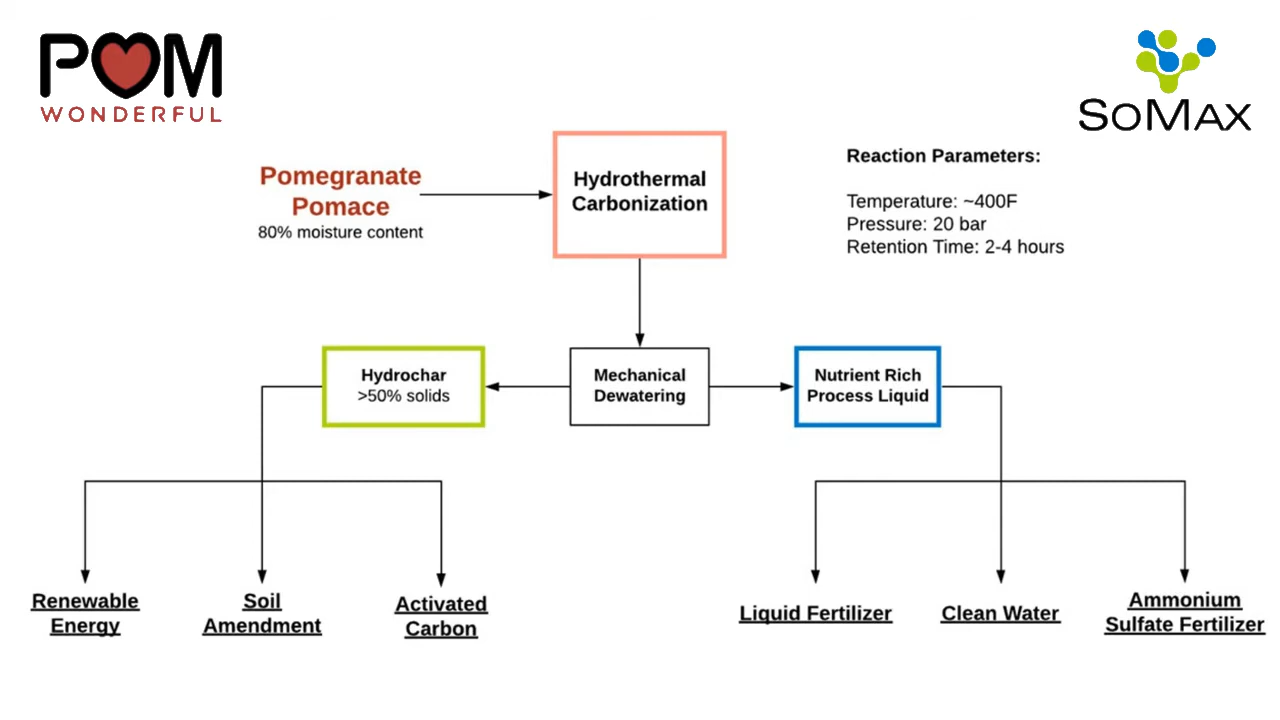 POM
WONDERFUL
SOMAX
Pomegranate
Pomace
80% moisture content
Hydrothermal
Carbonization
Reaction Parameters:
Temperature: ~400F
Pressure: 20 bar
Retention Time: 2-4 hours
Hydrochar
>50% solids
Mechanical
Dewatering
Nutrient Rich
Process Liquid
Renewable
Energy
Soil
Amendment
Activated
Carbon
Liquid Fertilizer
Clean Water
Ammonium
Sulfate Fertilizer